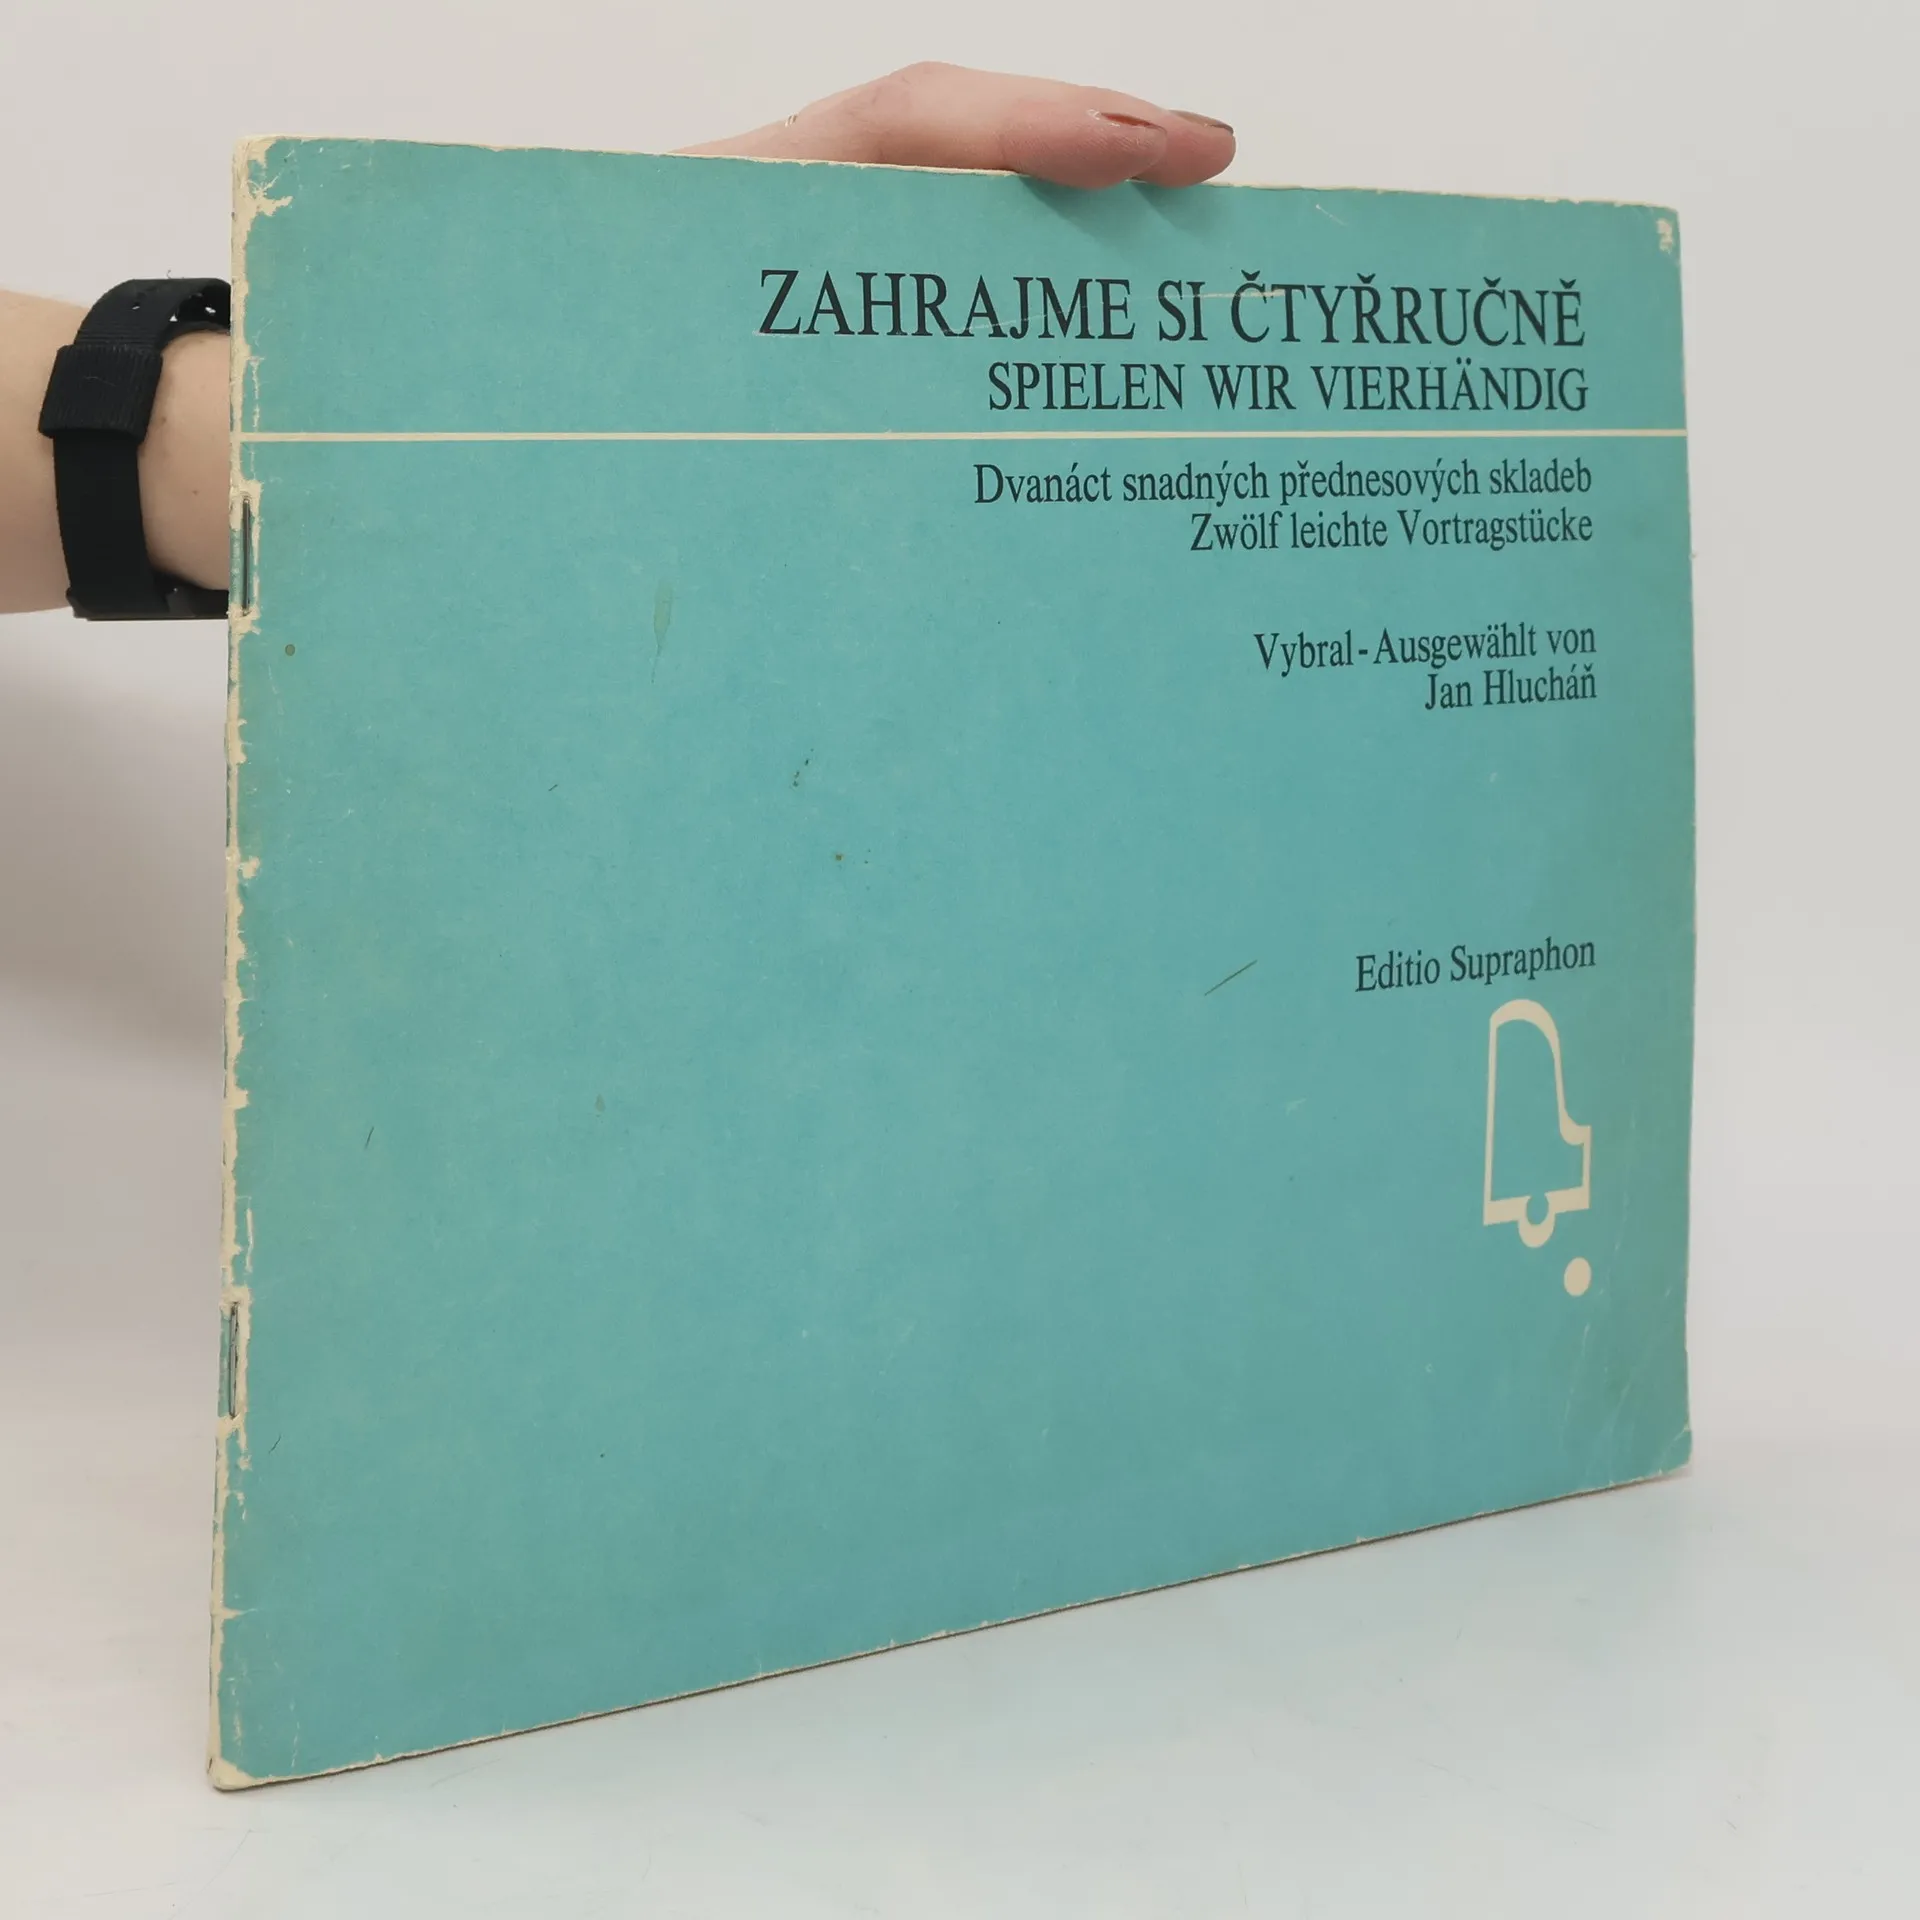 ZAHRAJME SI ČTYŘRUČNĚ
SPIELEN WIR VIERHÄNDIG
Dvanáct snadných přednesových skladeb
Zwölf leichte Vortragstücke
Vybral - Ausgewählt von
Jan Hlucháň
Editio Supraphon